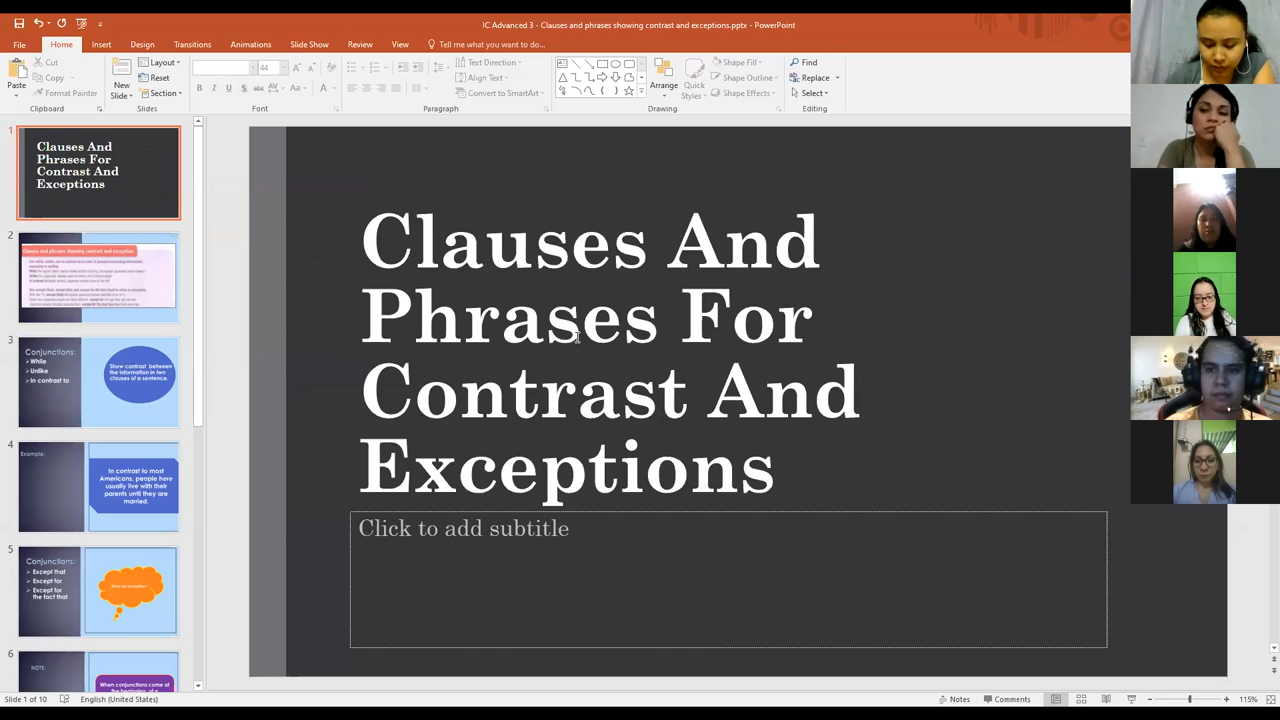 IC Advanced 3 - Clauses and phrases showing contrast and exceptions.pptx - PowerPoint
File Home Insert Design Transitions Animations Slide Show Review View Tell me what you want to do...
Paste
Cut
Copy
Format Painter
Clipboard
New Slide
Layout
Reset
Section
Slides
44
Font
Text Direction
Align Text
Convert to SmartArt
Paragraph
Arrange
Quick Styles
Shape Fill
Shape Outline
Shape Effects
Drawing
Find
Replace
Select
Editing
1
Clauses And
Phrases For
Contrast And
Exceptions
2
Clauses and phrases showing contrast and exception
3
Conjunctions:
While
Unlike
In contrast to
Show contrast between
the information in two
clauses of a sentence.
4
Example:
In contrast to most
Americans, people here
usually live with their
parents until they are
married.
5
Conjunctions:
Except that
Except for
Except for
the fact that
6
NOTE:
When conjunctions come at
the beginning of a
Clauses And
Phrases For
Contrast And
Exceptions
Click to add subtitle
Slide 1 of 10 English (United States) Notes Comments 115%